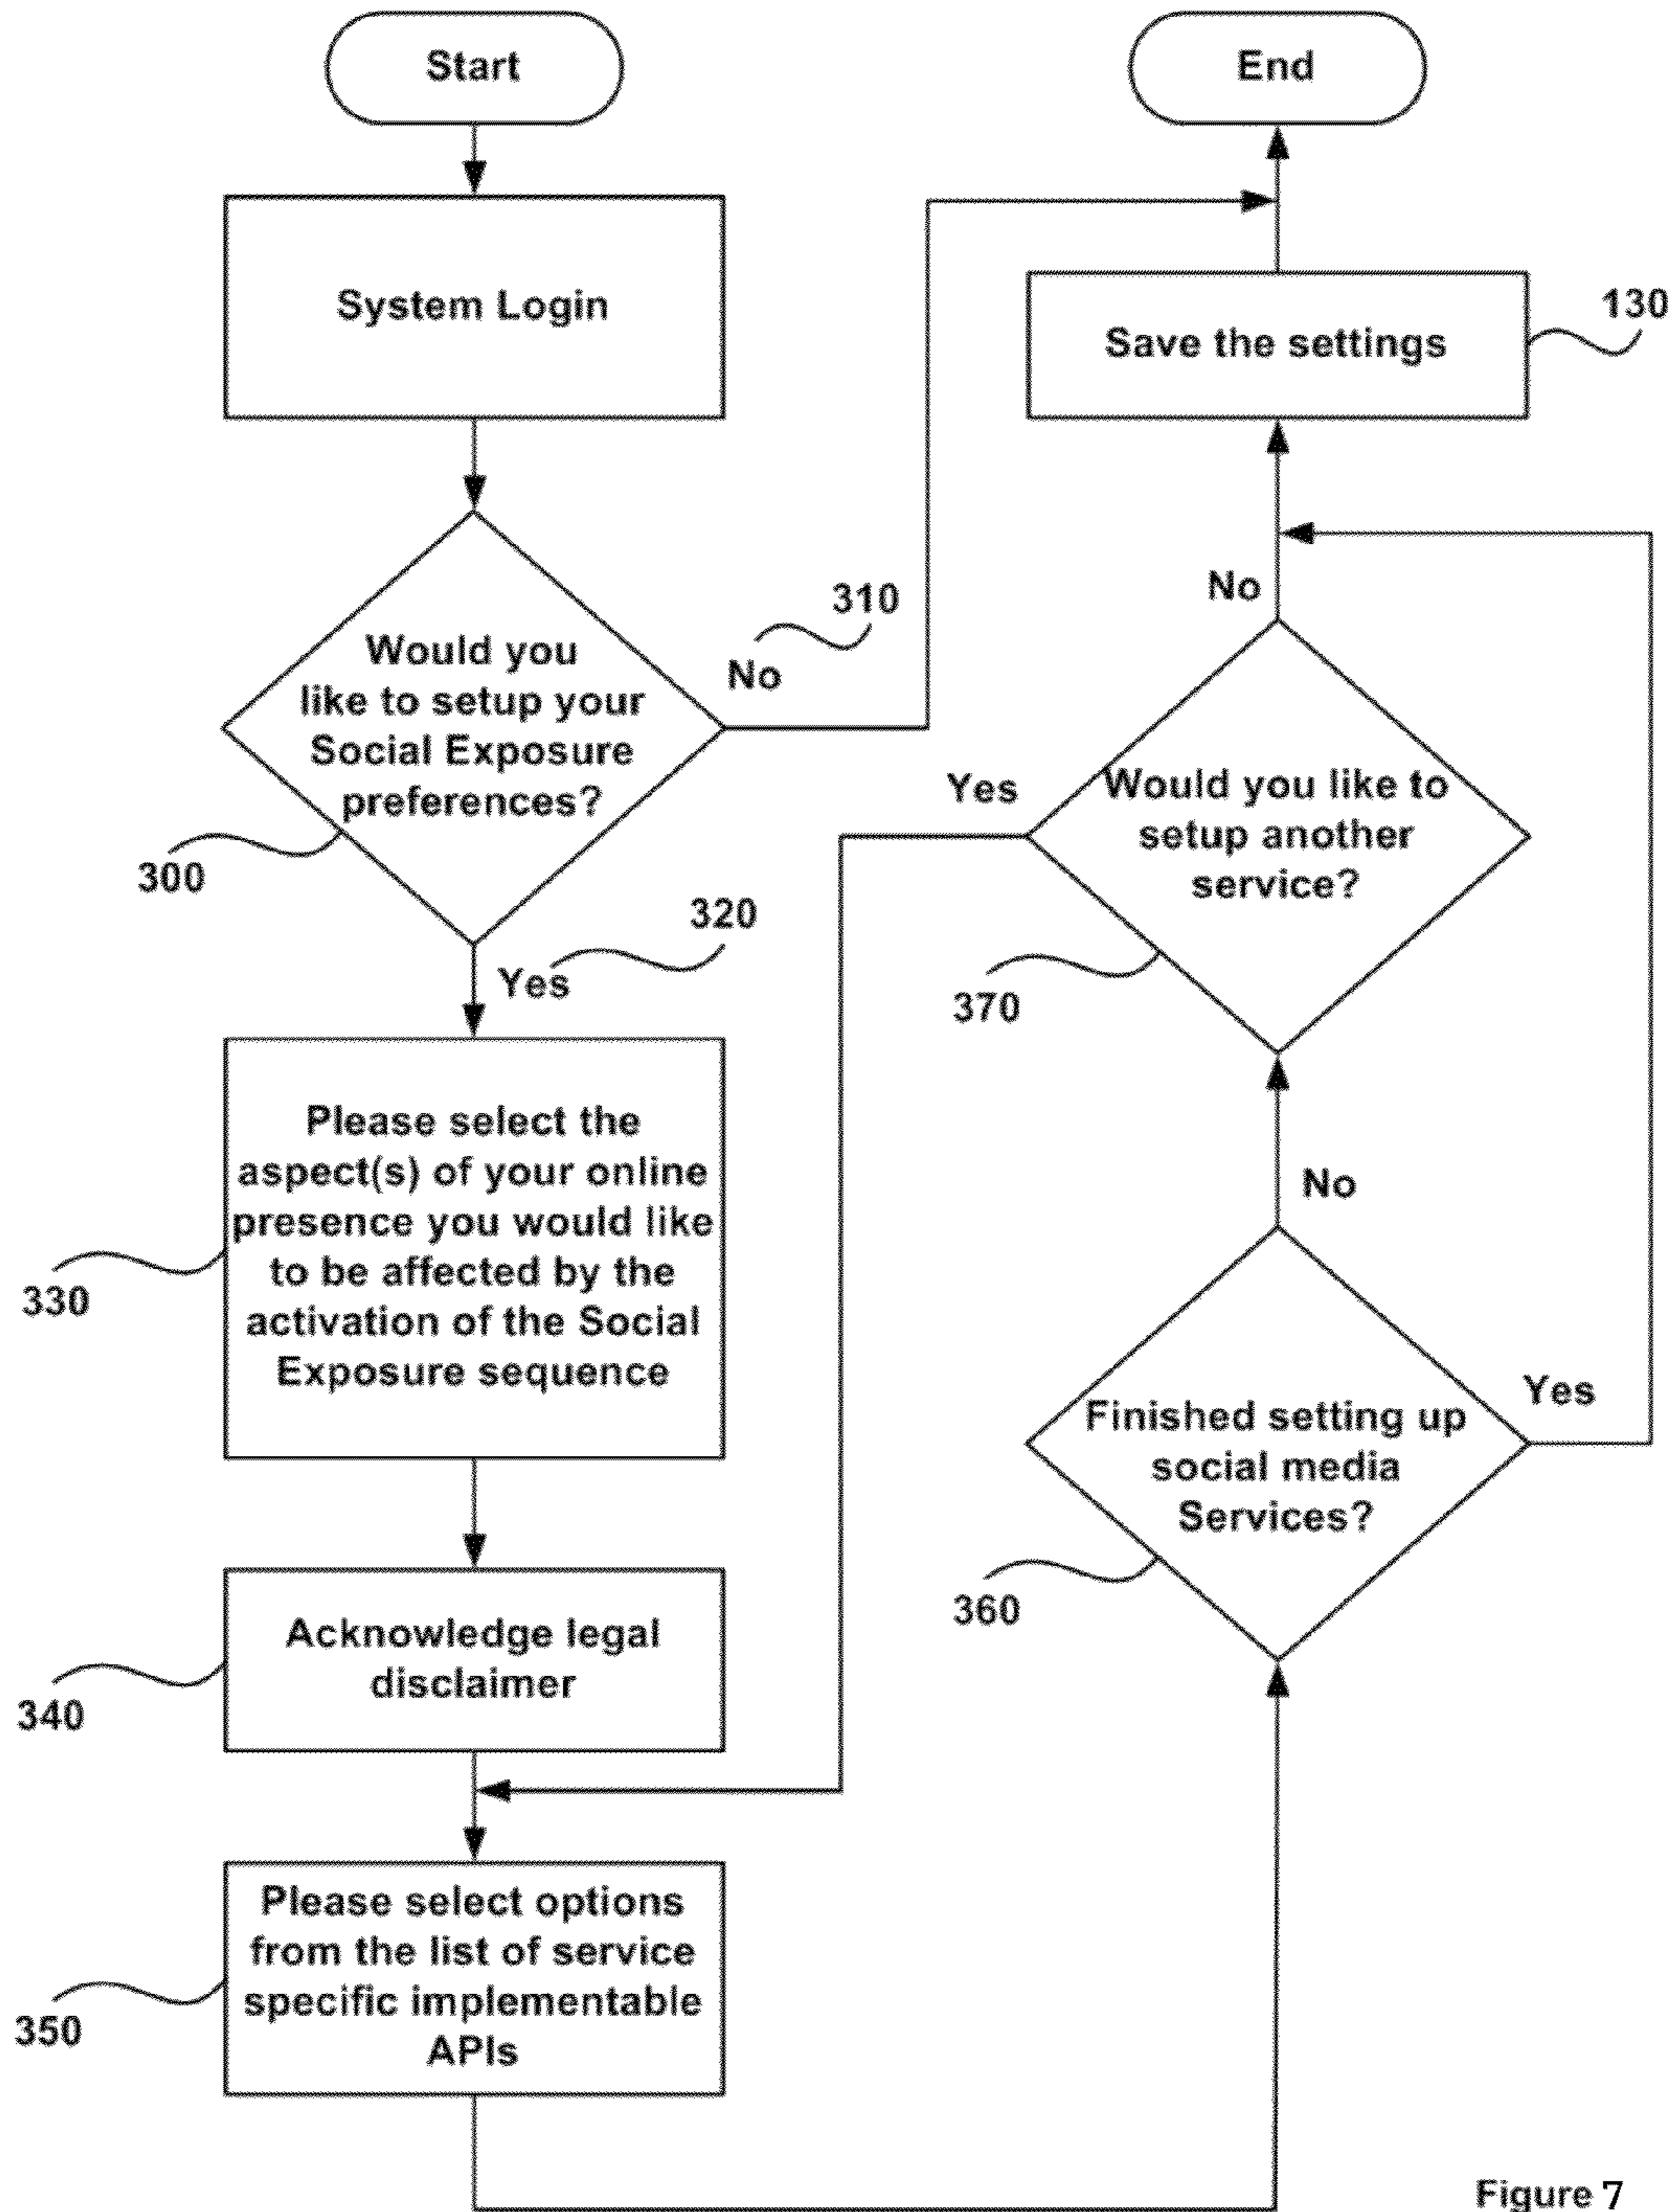 Start
System Login
Would you
like to setup your
Social Exposure
preferences?
300
No
310
Yes
320
Please select the
aspect(s) of your online
presence you would like
to be affected by the
activation of the Social
Exposure sequence
330
Acknowledge legal
disclaimer
340
Please select options
from the list of service
specific implementable
APIs
350
End
Save the settings
130
No
Yes
Would you like to
setup another
service?
370
No
Finished setting up
social media
Services?
Yes
360
Figure 7